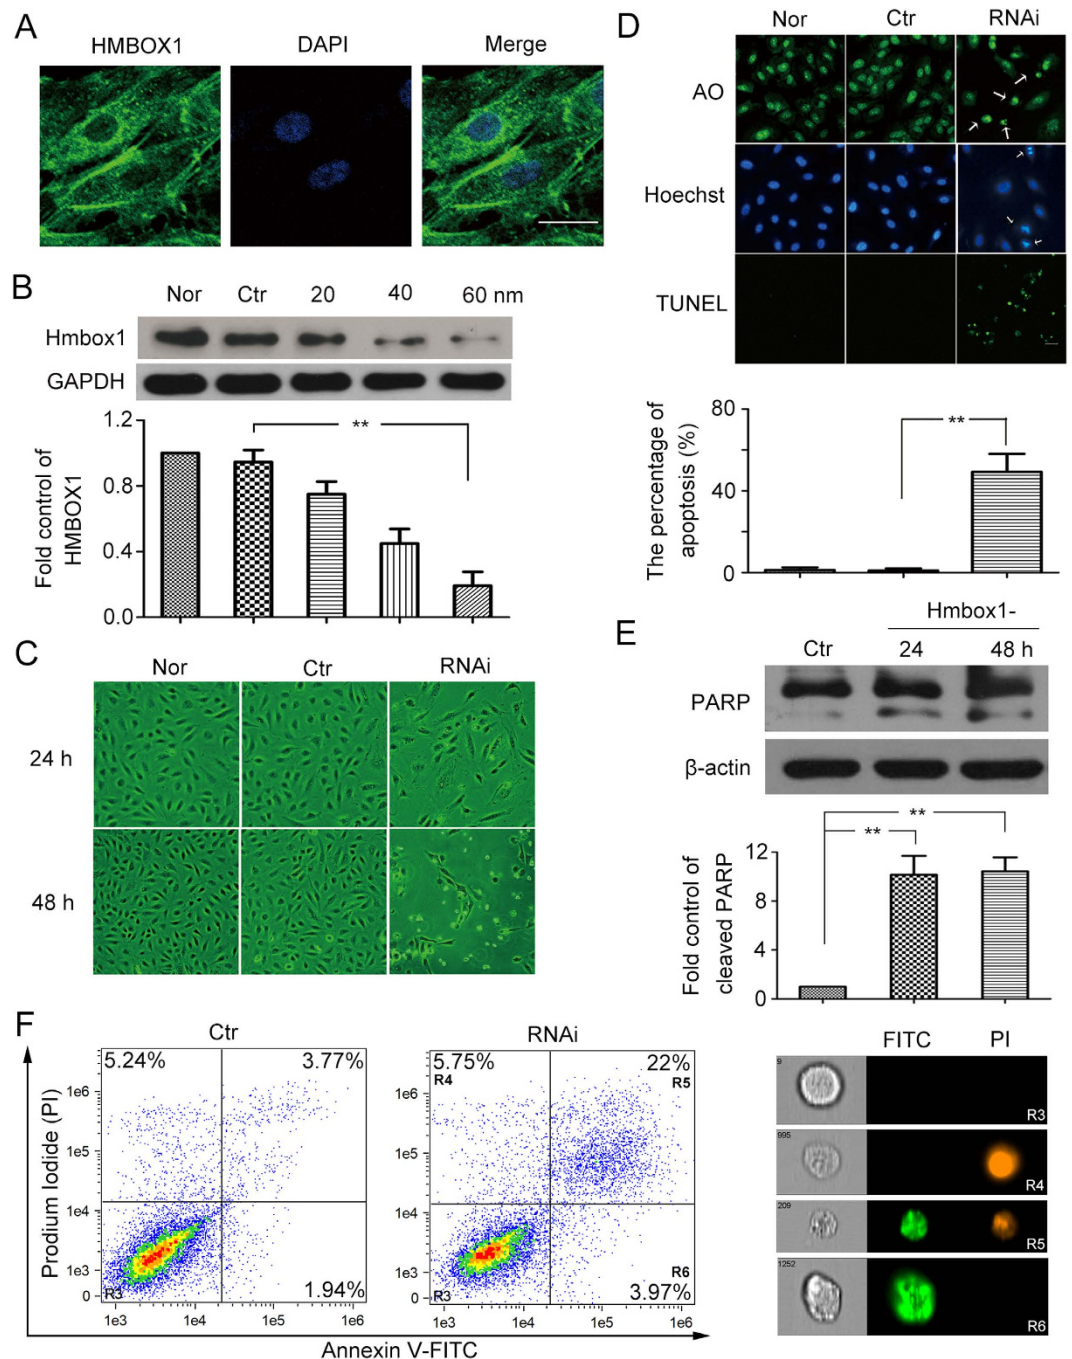 A
HMBOX1 DAPI Merge
B
Nor Ctr 20 40 60 nm
Hmbox1
GAPDH
Fold control of
HMBOX1
1.2
0.8
0.4
0.0
**
C
Nor Ctr RNAi
24 h
48 h
D
Nor Ctr RNAi
AO
Hoechst
TUNEL
The percentage of
apoptosis (%)
80
40
0
**
E
Hmbox1-
Ctr 24 48 h
PARP
β-actin
Fold control of
cleaved PARP
12
8
4
0
**
**
F
Ctr
5.24% 3.77%
1e6
1e5
1e4
1e3
0
R3 1.94%
1e3 1e4 1e5 1e6
Prodium Iodide (PI)
RNAi
5.75% 22%
R4 R5
1e6
1e5
1e4
1e3
0
R6
R3 3.97%
1e3 1e4 1e5 1e6
Annexin V-FITC
FITC PI
9
R3
995
R4
209
R5
1252
R6